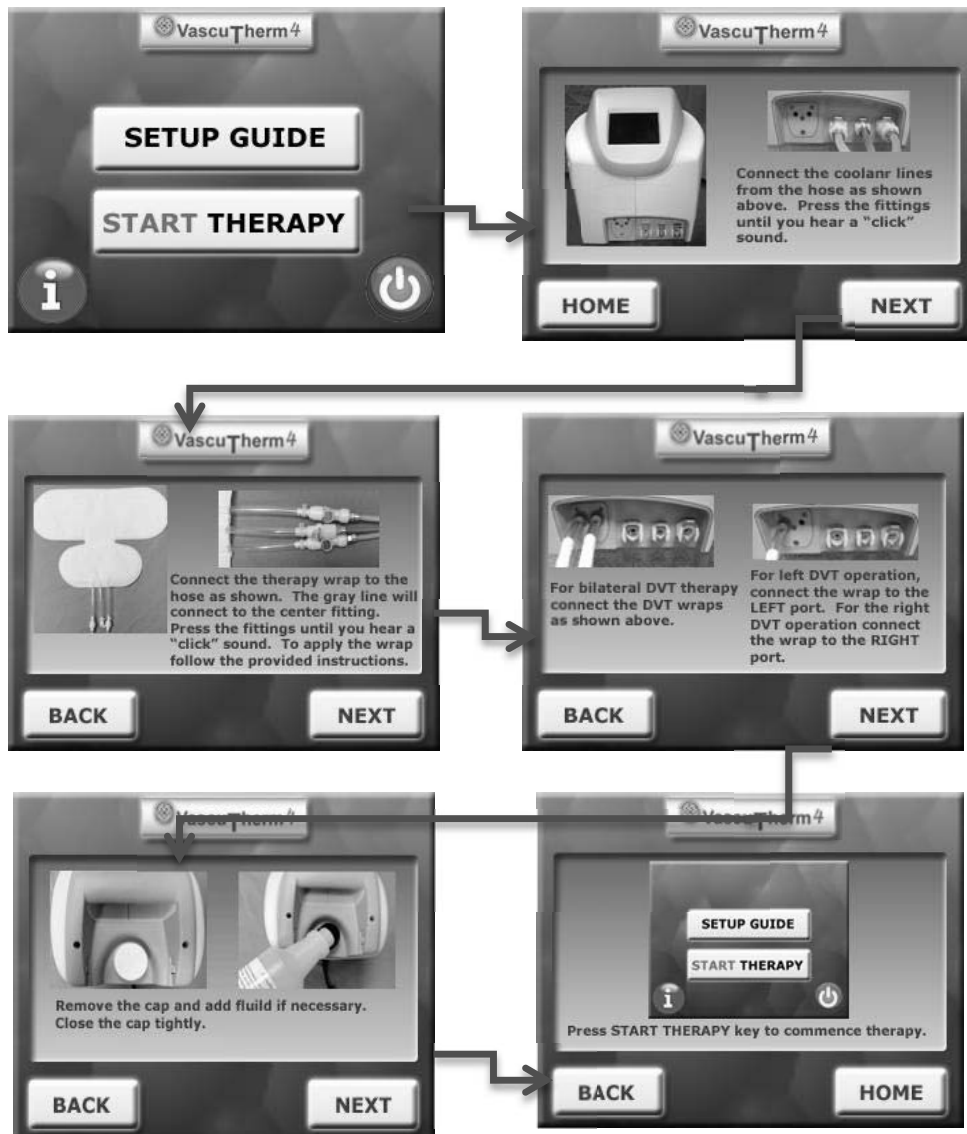 VascuTherm4
SETUP GUIDE
START THERAPY
i
VascuTherm4
Connect the coolanr lines
from the hose as shown
above. Press the fittings
until you hear a “click”
sound.
HOME
NEXT
VascuTherm4
Connect the therapy wrap to the
hose as shown. The gray line will
connect to the center fitting.
Press the fittings until you hear a
“click” sound. To apply the wrap
follow the provided instructions.
BACK
NEXT
VascuTherm4
For bilateral DVT therapy
connect the DVT wraps
as shown above.
For left DVT operation,
connect the wrap to the
LEFT port. For the right
DVT operation connect
the wrap to the RIGHT
port.
BACK
NEXT
VascuTherm4
Remove the cap and add fluild if necessary.
Close the cap tightly.
BACK
NEXT
VascuTherm4
SETUP GUIDE
START THERAPY
i
Press START THERAPY key to commence therapy.
BACK
HOME